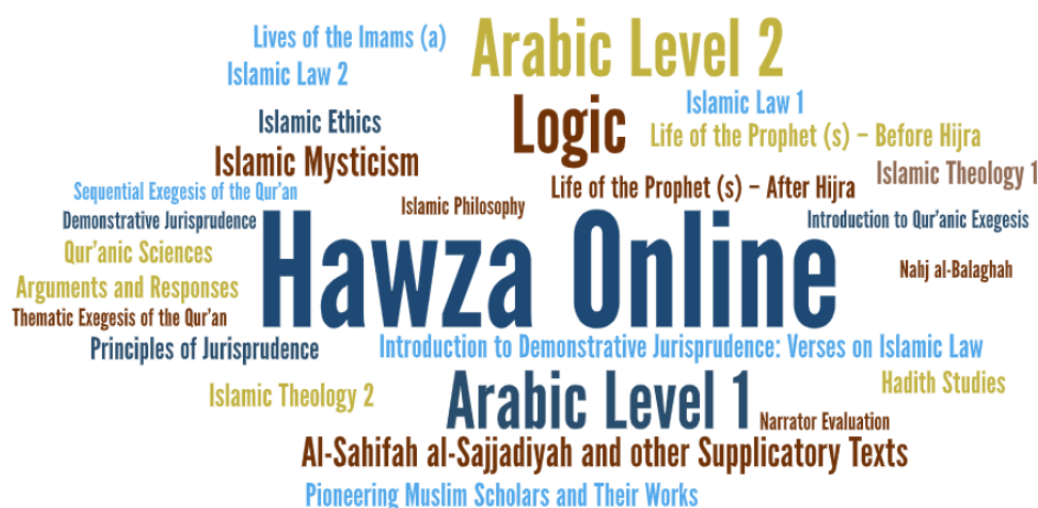 Lives of the Imams (a)
Arabic Level 2
Islamic Law 2
Islamic Law 1
Islamic Ethics
Logic
Life of the Prophet (s) – Before Hijra
Islamic Mysticism
Islamic Theology 1
Sequential Exegesis of the Qur'an
Life of the Prophet (s) – After Hijra
Islamic Philosophy
Demonstrative Jurisprudence
Introduction to Qur'anic Exegesis
Qur'anic Sciences
Hawza Online
Nahj al-Balaghah
Arguments and Responses
Thematic Exegesis of the Qur'an
Principles of Jurisprudence
Introduction to Demonstrative Jurisprudence: Verses on Islamic Law
Islamic Theology 2
Arabic Level 1
Hadith Studies
Narrator Evaluation
Al-Sahifah al-Sajjadiyah and other Supplicatory Texts
Pioneering Muslim Scholars and Their Works